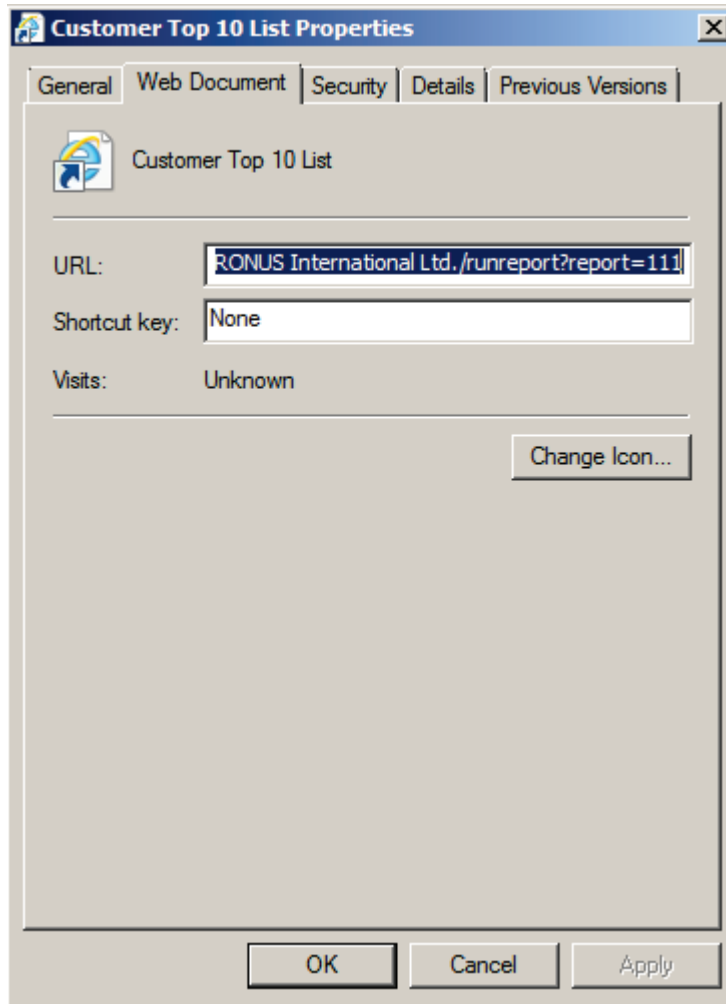 Customer Top 10 List Properties
General Web Document Security Details Previous Versions
Customer Top 10 List
URL: RONUS International Ltd./runreport?report=111
Shortcut key: None
Visits: Unknown
Change Icon...
OK Cancel Apply